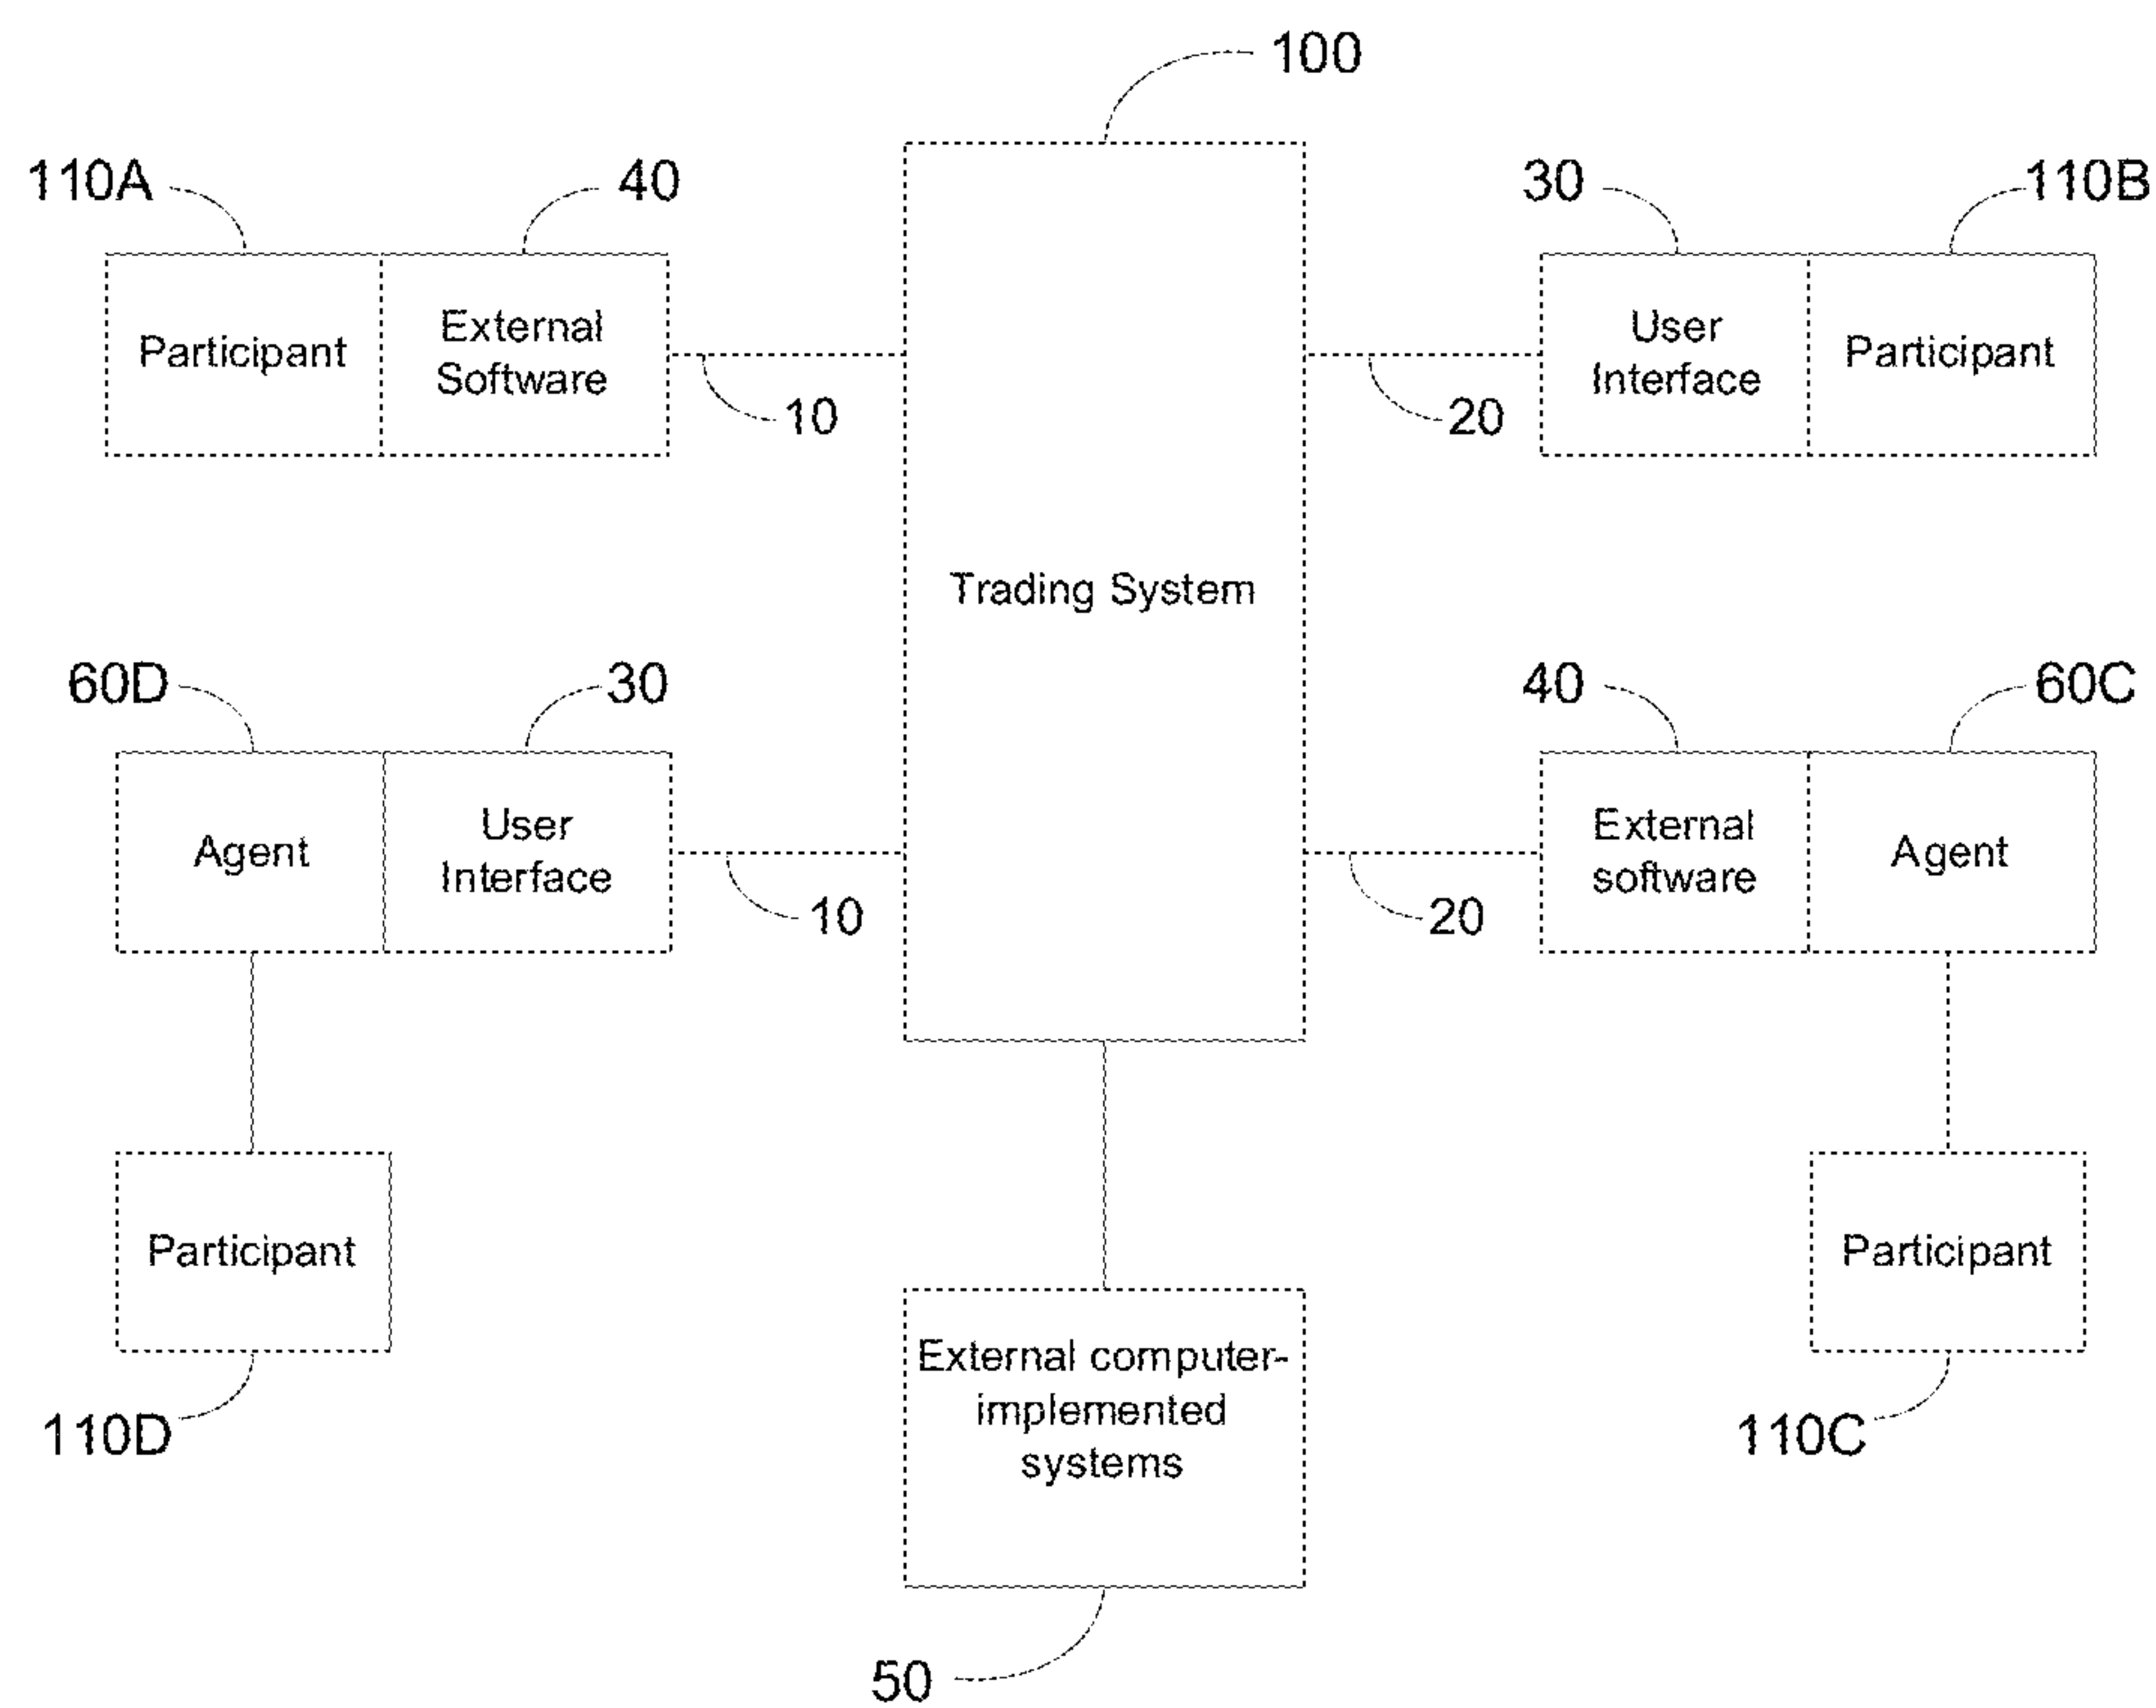 100
110A
40
30
110B
Participant
External
Software
User
Interface
Participant
10
20
Trading System
60D
30
40
60C
Agent
User
Interface
External
software
Agent
10
20
Participant
Participant
External computer-
implemented
systems
110D
110C
50